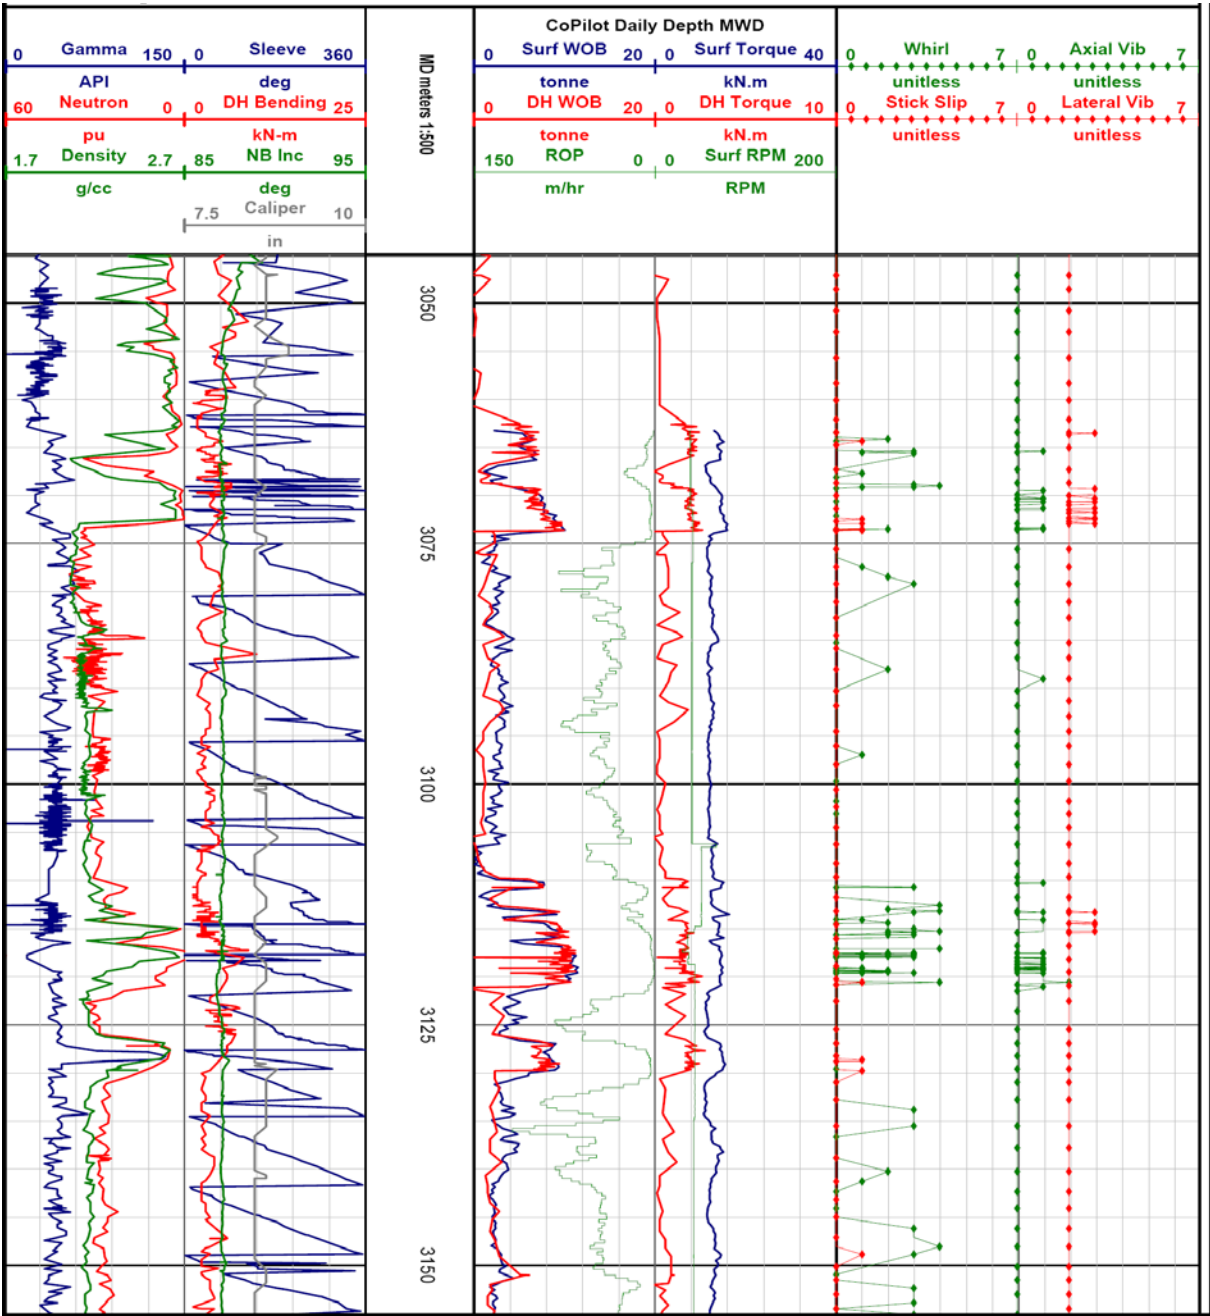 CoPilot Daily Depth MWD
0 Gamma 150 0 Sleeve 360 0 Surf WOB 20 0 Surf Torque 40 0 Whirl 7 0 Axial Vib 7
API deg tonne kN.m unitless unitless
60 Neutron 0 0 DH Bending 25 0 DH WOB 20 0 DH Torque 10 0 Stick Slip 7 0 Lateral Vib 7
pu kN-m tonne kN.m unitless unitless
1.7 Density 2.7 85 NB Inc 95 150 ROP 0 0 Surf RPM 200
g/cc deg m/hr RPM
7.5 Caliper 10
in
MD meters 1:500
3050
3075
3100
3125
3150